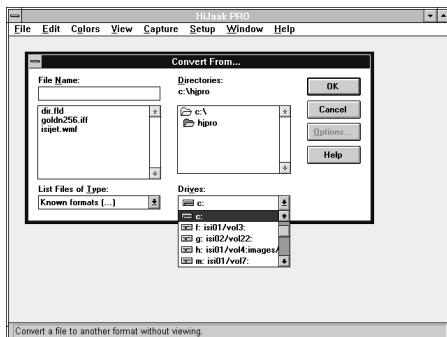 HiJaak PRO
File Edit Colors View Capture Setup Window Help
Convert From...
File Name:
Directories:
c:\hjpro
OK
Cancel
Options...
Help
dir.fld
goldn256.iff
isijet.wmf
c:\
hjpro
List Files of Type:
Known formats (...)
Drives:
c:
c:
f: isi01/vol3:
g: isi02/vol22:
h: isi01/vol4:images/
m: isi01/vol7:
Convert a file to another format without viewing.